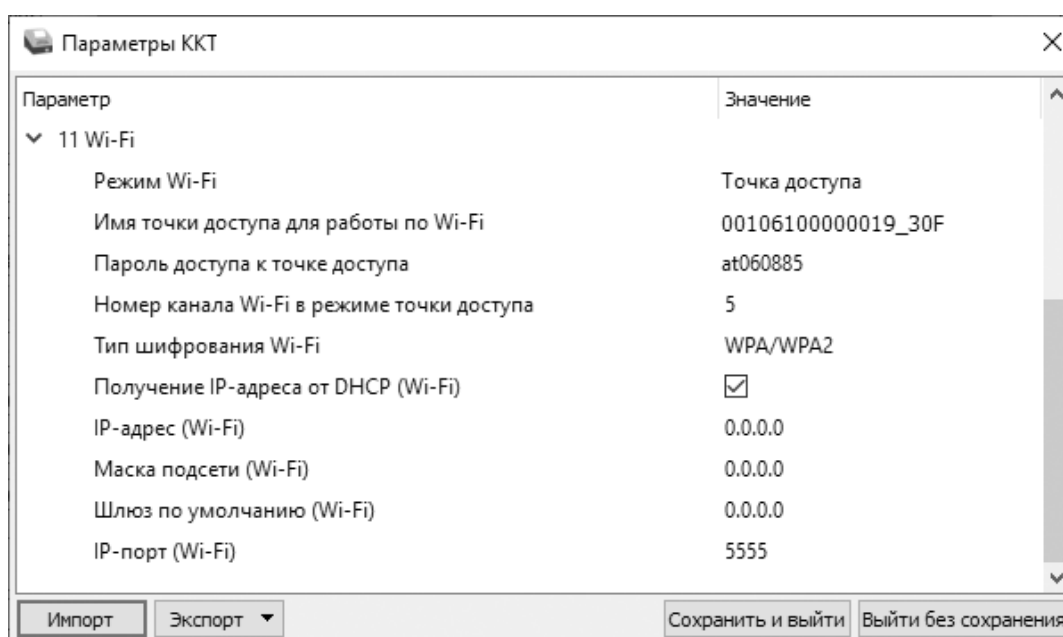 Параметры ККТ
Параметр Значение
11 Wi-Fi
Режим Wi-Fi Точка доступа
Имя точки доступа для работы по Wi-Fi 00106100000019_30F
Пароль доступа к точке доступа at060885
Номер канала Wi-Fi в режиме точки доступа 5
Тип шифрования Wi-Fi WPA/WPA2
Получение IP-адреса от DHCP (Wi-Fi)
IP-адрес (Wi-Fi) 0.0.0.0
Маска подсети (Wi-Fi) 0.0.0.0
Шлюз по умолчанию (Wi-Fi) 0.0.0.0
IP-порт (Wi-Fi) 5555
Импорт Экспорт Сохранить и выйти Выйти без сохранения